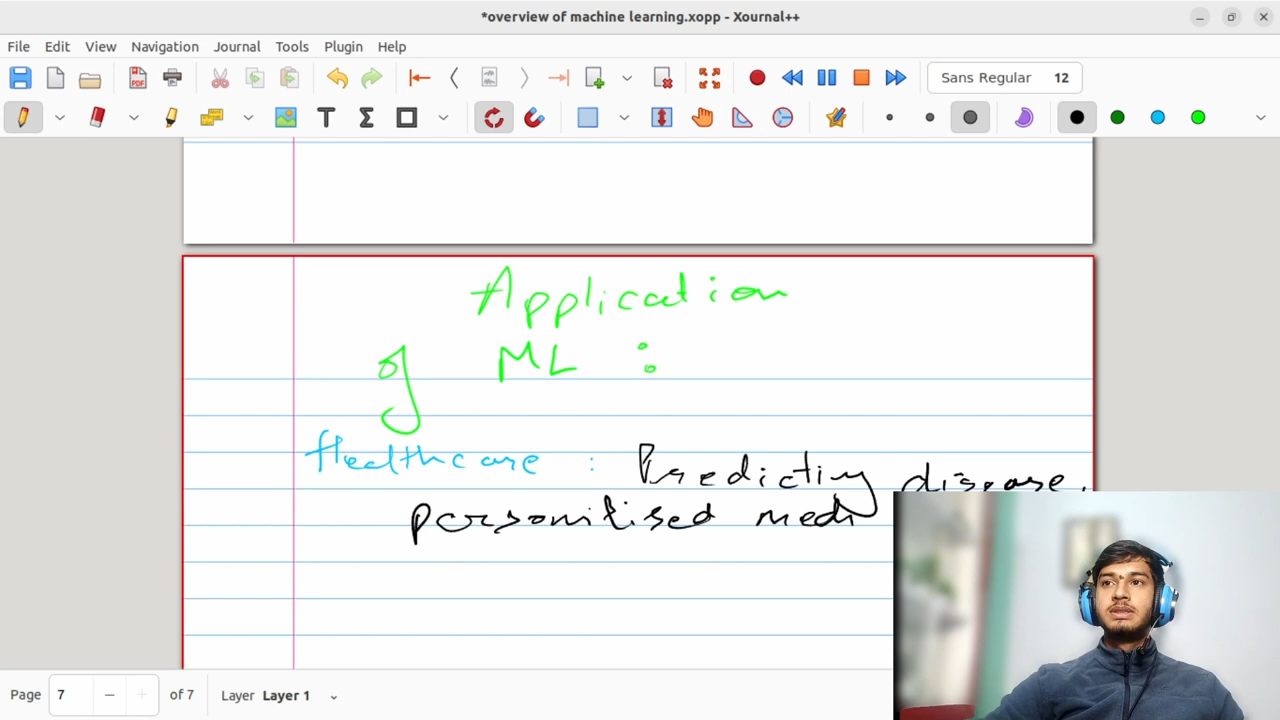 *overview of machine learning.xopp - Xournal++
File Edit View Navigation Journal Tools Plugin Help
Sans Regular 12
Application
of ML :
Healthcare : Predicting disease,
personitised medi
Page 7 of 7 Layer Layer 1